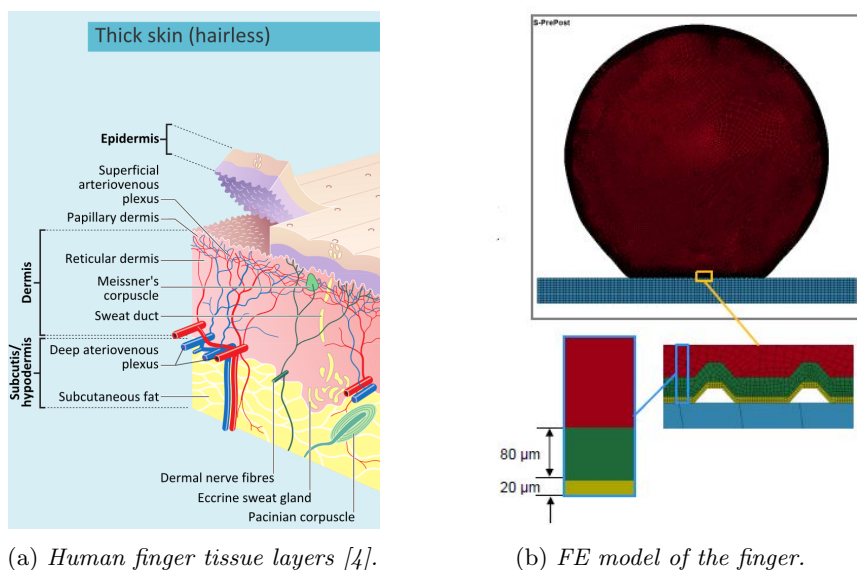 Thick skin (hairless)
Epidermis
Superficial
arteriovenous
plexus
Papillary dermis
Reticular dermis
Meissner's
corpuscle
Sweat duct
Deep ateriovenous
plexus
Subcutaneous fat
Dermis
Subcutis/
hypodermis
Dermal nerve fibres
Eccrine sweat gland
Pacinian corpuscle
(a) Human finger tissue layers [4].
S-PrePost
80 µm
20 µm
(b) FE model of the finger.